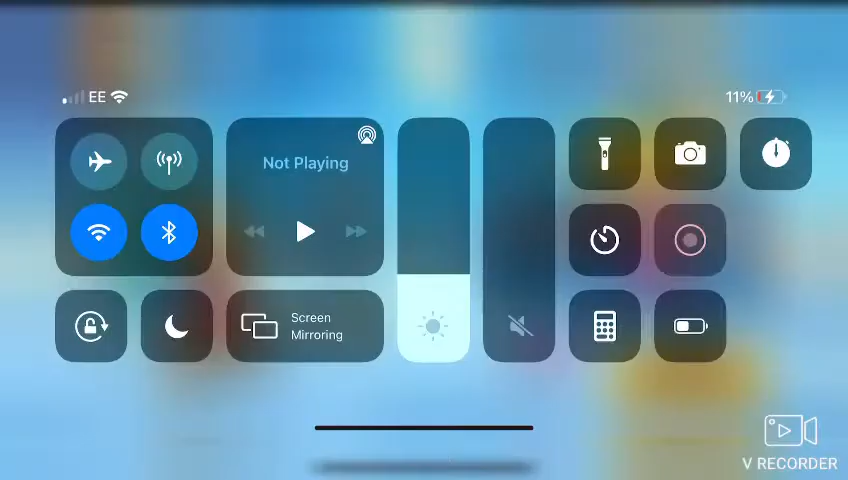 EE
11%
Not Playing
Screen
Mirroring
V RECORDER